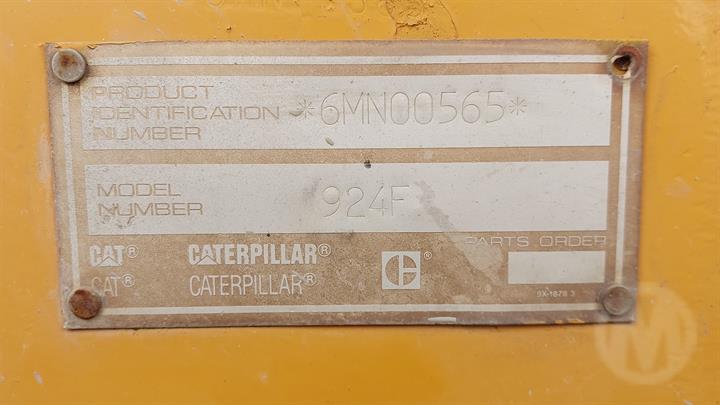 PRODUCT
IDENTIFICATION *6MN00565*
NUMBER
MODEL
NUMBER 924F
CAT® CATERPILLAR® C®
CAT® CATERPILLAR®
PARTS ORDER
9X-1878 3
M